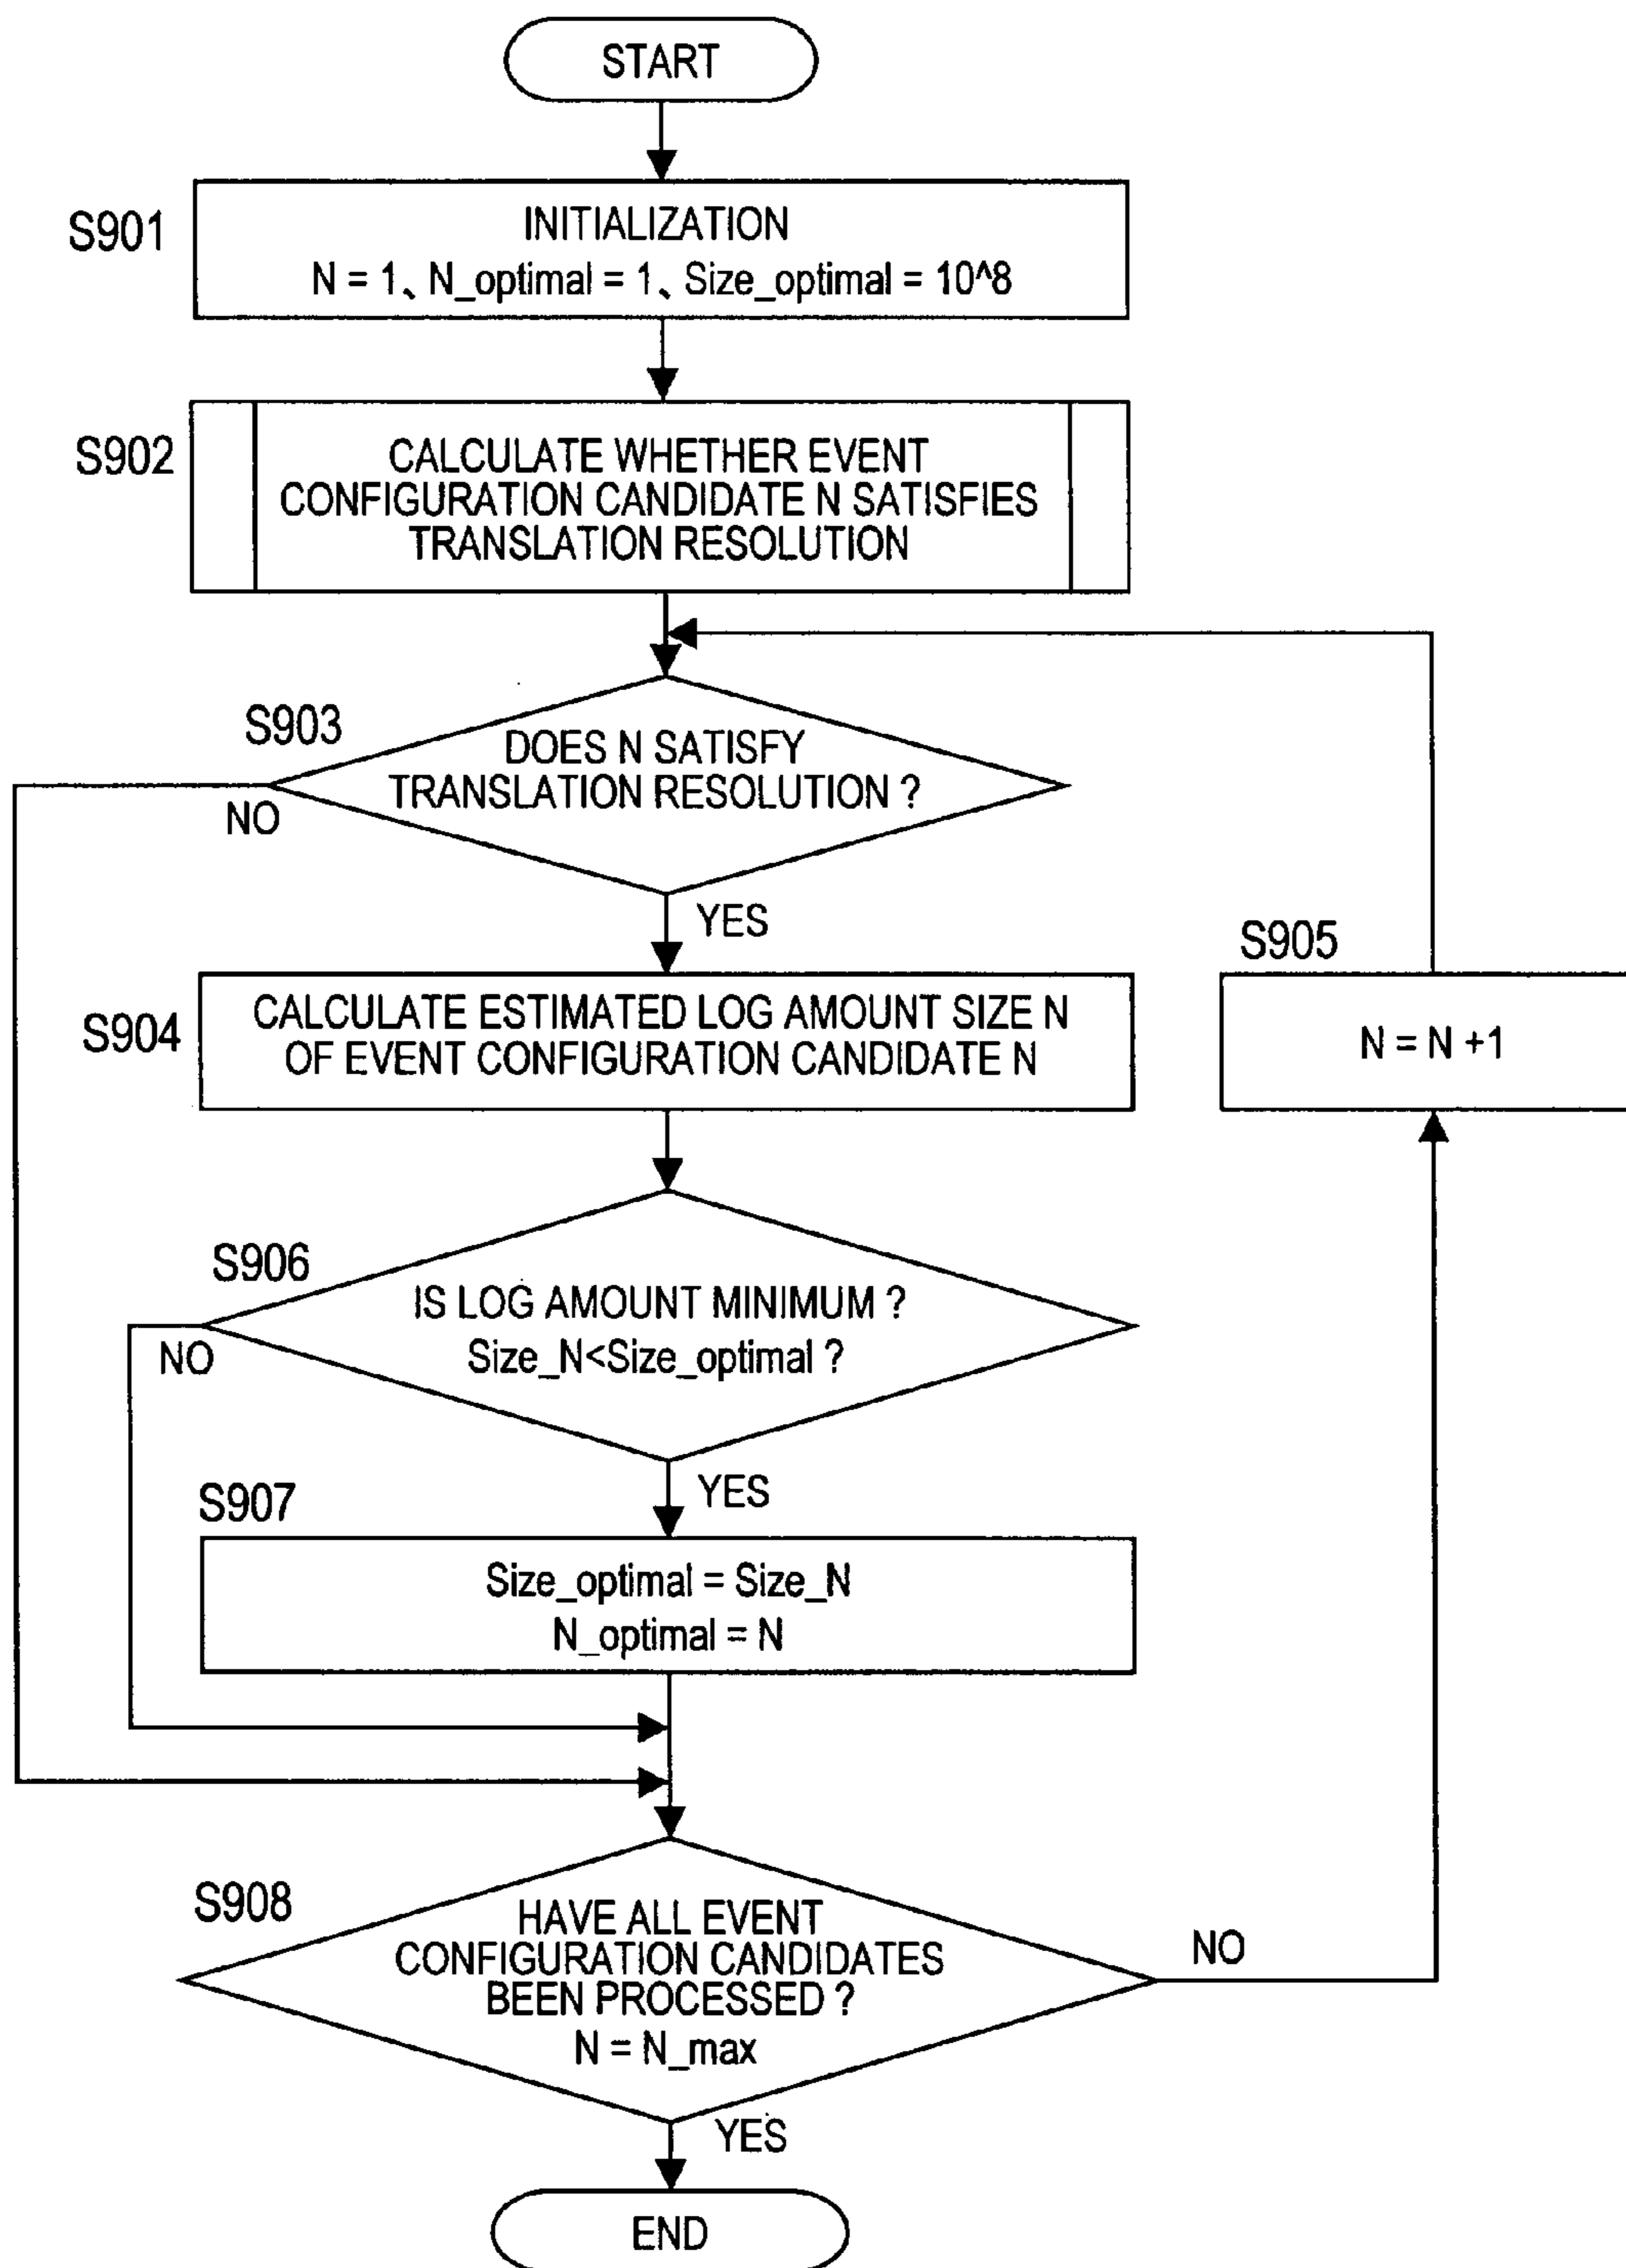 START
S901
INITIALIZATION
N = 1、N_optimal = 1、Size_optimal = 10^8
S902
CALCULATE WHETHER EVENT
CONFIGURATION CANDIDATE N SATISFIES
TRANSLATION RESOLUTION
S903
DOES N SATISFY
TRANSLATION RESOLUTION ?
NO
YES
S904
CALCULATE ESTIMATED LOG AMOUNT SIZE N
OF EVENT CONFIGURATION CANDIDATE N
S905
N = N +1
S906
IS LOG AMOUNT MINIMUM ?
Size_N<Size_optimal ?
NO
YES
S907
Size_optimal = Size_N
N_optimal = N
S908
HAVE ALL EVENT
CONFIGURATION CANDIDATES
BEEN PROCESSED ?
N = N_max
NO
YES
END